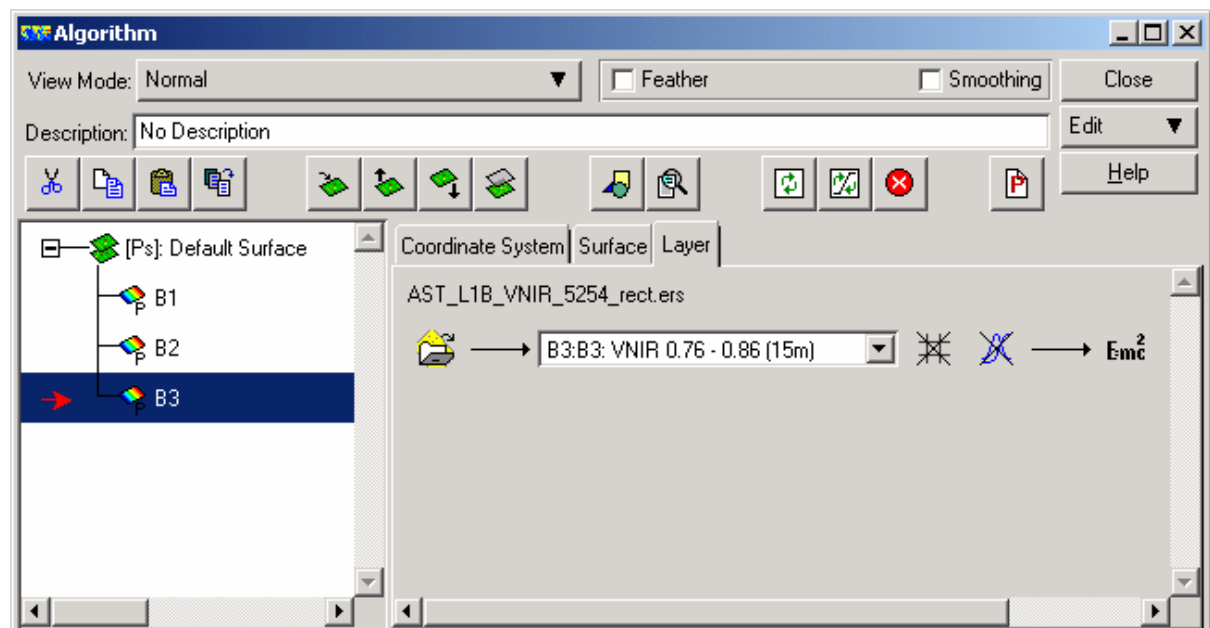 Algorithm
View Mode: Normal Feather Smoothing Close
Description: No Description Edit
Help
[Ps]: Default Surface
B1
B2
B3
Coordinate System Surface Layer
AST_L1B_VNIR_5254_rect.ers
B3:B3: VNIR 0.76 - 0.86 (15m) Emc2